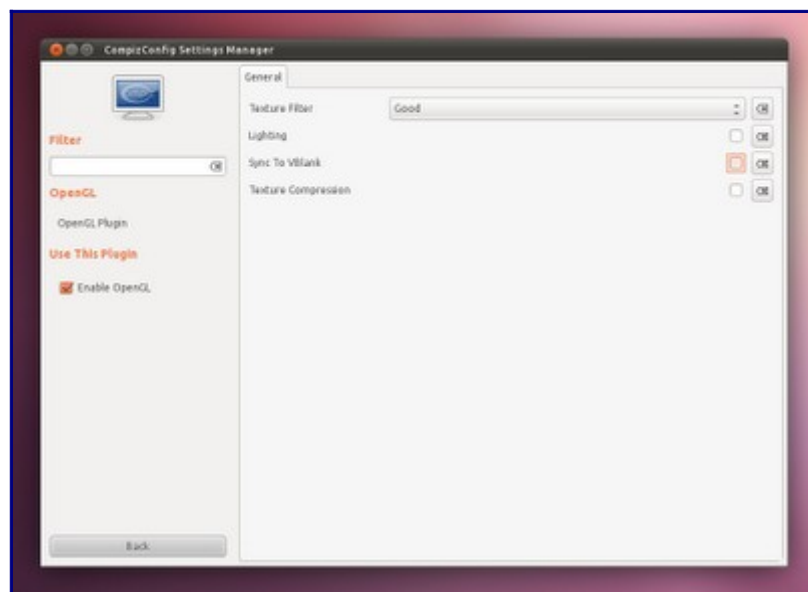 CompizConfig Settings Manager
General
Texture Filter Good
Filter
Lighting
Sync To VBlank
OpenGL
Texture Compression
OpenGL Plugin
Use This Plugin
Enable OpenGL
Back